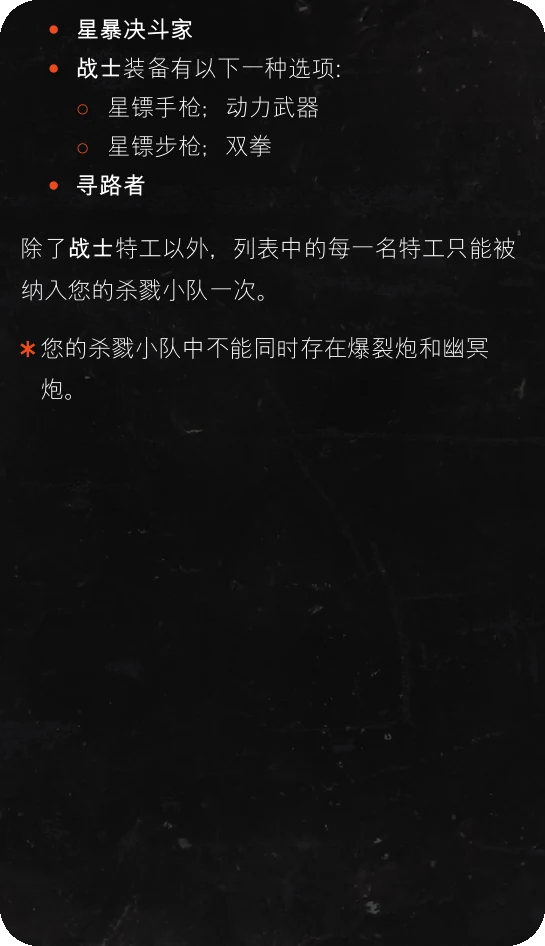 • 星暴决斗家
• 战士装备有以下一种选项:
○ 星镖手枪；动力武器
○ 星镖步枪；双拳
• 寻路者
除了战士特工以外，列表中的每一名特工只能被
纳入您的杀戮小队一次。
*您的杀戮小队中不能同时存在爆裂炮和幽冥
炮。